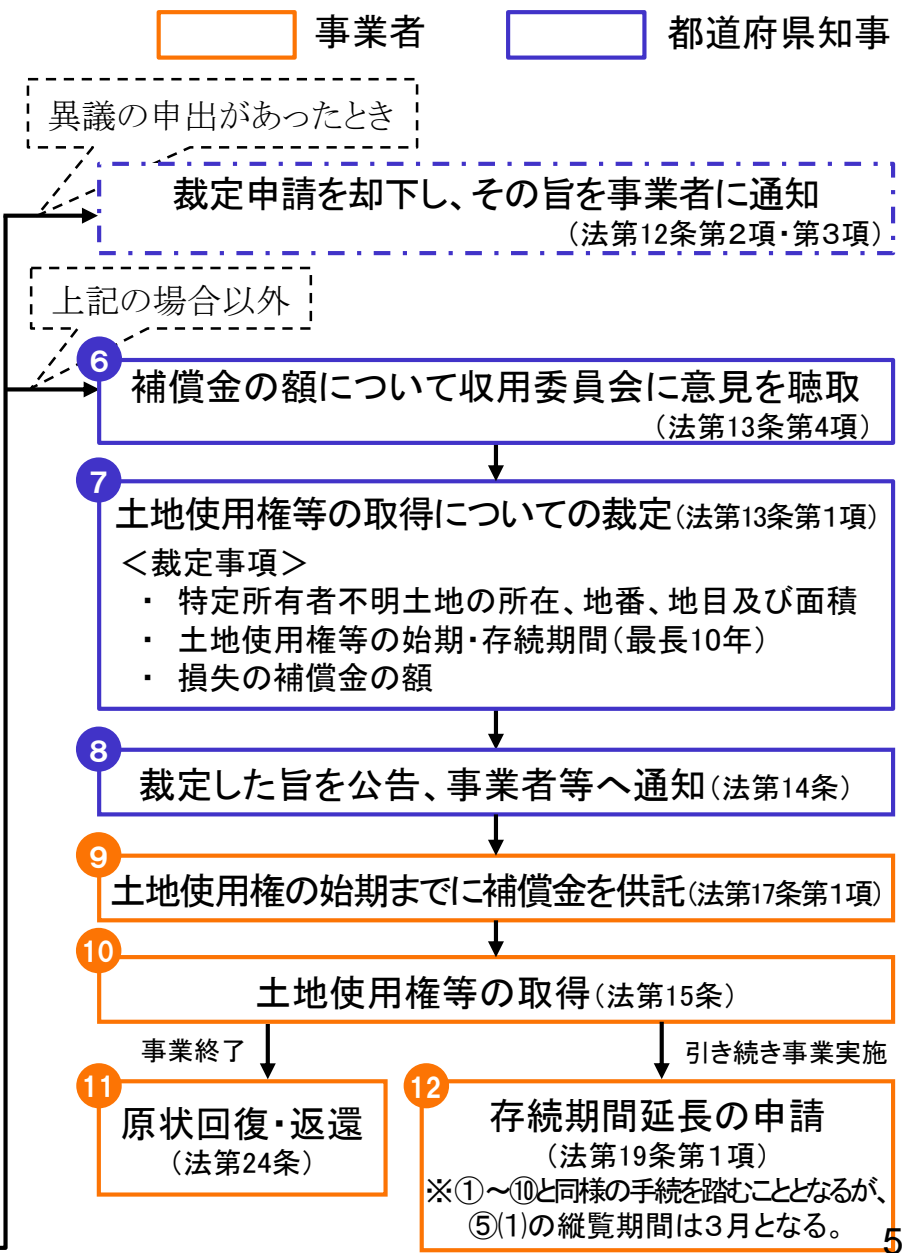 事業者
都道府県知事
異議の申出があったとき
裁定申請を却下し、その旨を事業者に通知
（法第12条第２項・第３項）
上記の場合以外
6
補償金の額について収用委員会に意見を聴取
（法第13条第4項）
7
土地使用権等の取得についての裁定（法第13条第１項）
＜裁定事項＞
・ 特定所有者不明土地の所在、地番、地目及び面積
・ 土地使用権等の始期・存続期間（最長10年）
・ 損失の補償金の額
8
裁定した旨を公告、事業者等へ通知（法第14条）
9
土地使用権の始期までに補償金を供託（法第17条第１項）
10
土地使用権等の取得（法第15条）
事業終了
引き続き事業実施
11
原状回復・返還
（法第24条）
12
存続期間延長の申請
（法第19条第１項）
※①～⑩と同様の手続を踏むこととなるが、
⑤(1)の縦覧期間は３月となる。
5